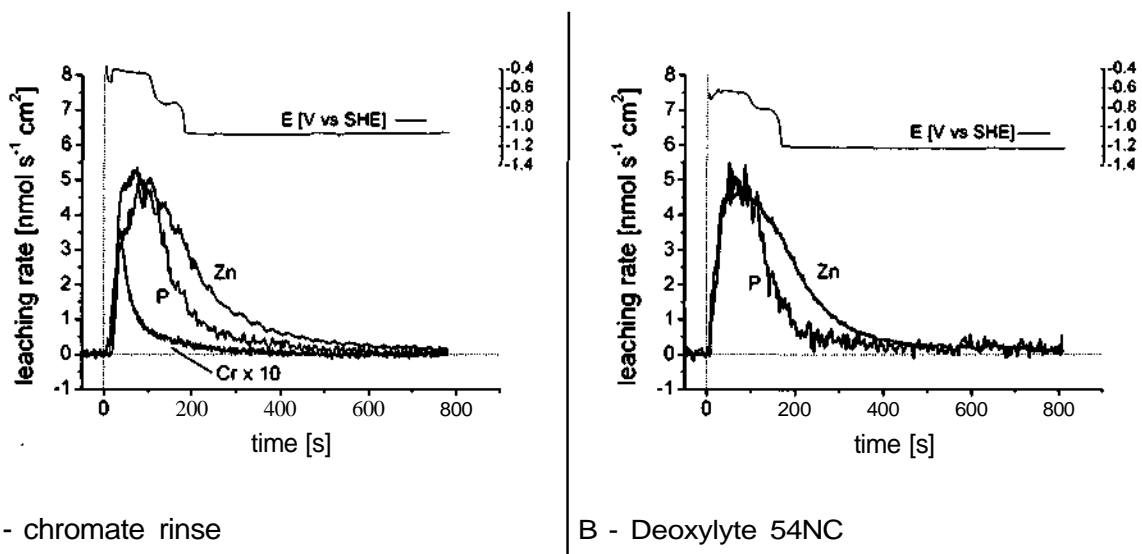 8
7
6
5
4
3
2
1
0
-1
leaching rate [nmol s⁻¹ cm²]
-0.4
-0.6
-0.8
-1.0
-1.2
-1.4
E [V vs SHE]
Zn
P
Cr x 10
0 200 400 600 800
time [s]
- chromate rinse
8
7
6
5
4
3
2
1
0
-1
leaching rate [nmol s⁻¹ cm²]
-0.4
-0.6
-0.8
-1.0
-1.2
-1.4
E [V vs SHE]
Zn
P
0 200 400 600 800
time [s]
B - Deoxylyte 54NC